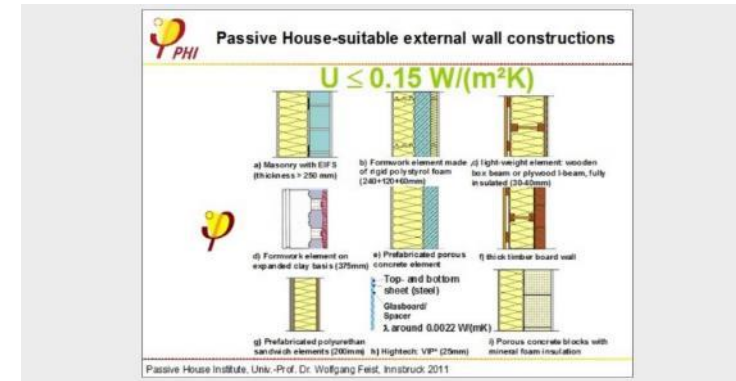 PHI
Passive House-suitable external wall constructions
U ≤ 0.15 W/(m²K)
a) Masonry with EIFS
(thickness > 250 mm)
b) Formwork element made
of rigid polystyrol foam
(240+120+60mm)
c) light-weight element: wooden
box beam or plywood I-beam, fully
insulated (30-40mm)
d) Formwork element on
expanded clay basis (375mm)
e) Prefabricated porous
concrete element
f) thick timber board wall
g) Prefabricated polyurethan
sandwich elements (200mm)
Top- and bottom
sheet (steel)
Glasboard/
Spacer
λ around 0.0022 W/(mK)
h) Hightech: VIP* (25mm)
i) Porous concrete blocks with
mineral foam insulation
Passive House Institute, Univ.-Prof. Dr. Wolfgang Feist, Innsbruck 2011